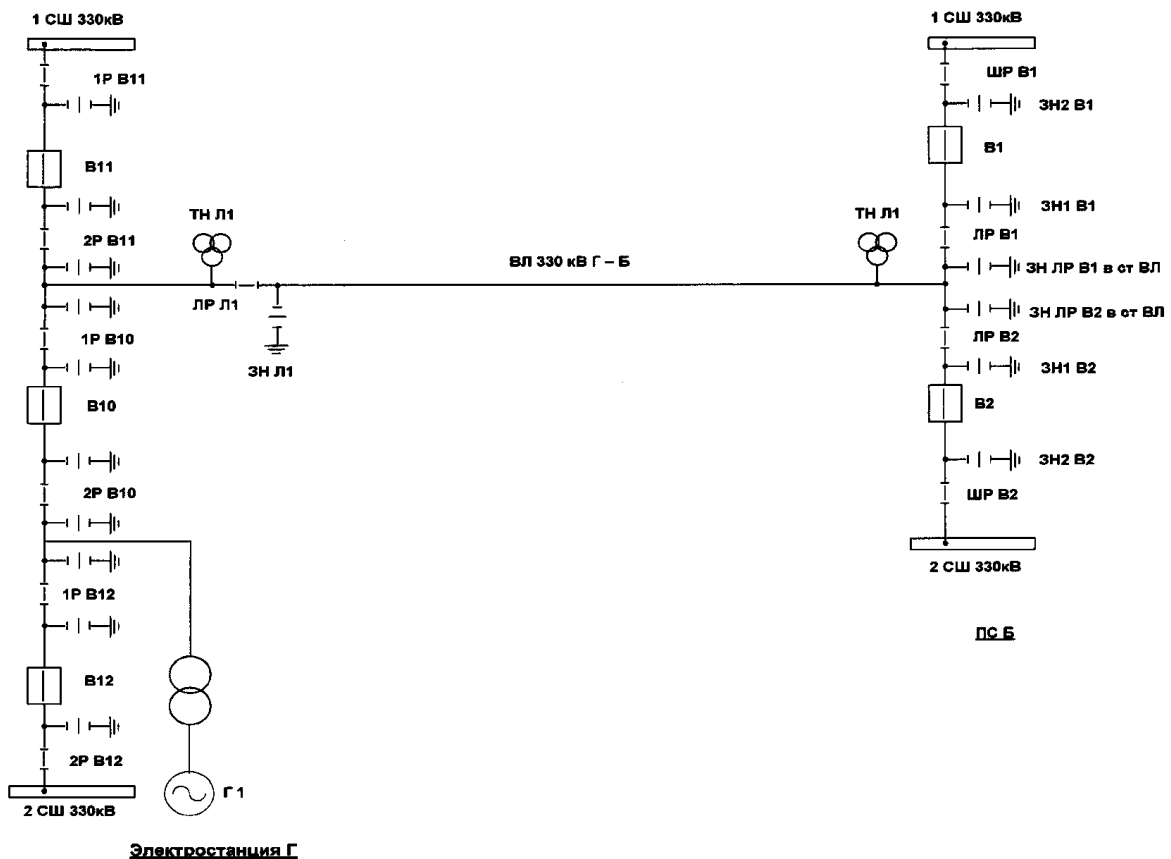 1 СШ 330кВ
1Р В11
В11
2Р В11
1Р В10
В10
2Р В10
1Р В12
В12
2Р В12
2 СШ 330кВ
Г 1
Электростанция Г
ТН Л1
ЛР Л1
ЗН Л1
ВЛ 330 кВ Г – Б
ТН Л1
1 СШ 330кВ
ШР В1
ЗН2 В1
В1
ЗН1 В1
ЛР В1
ЗН ЛР В1 в ст ВЛ
ЗН ЛР В2 в ст ВЛ
ЛР В2
ЗН1 В2
В2
ЗН2 В2
ШР В2
2 СШ 330кВ
ПС Б